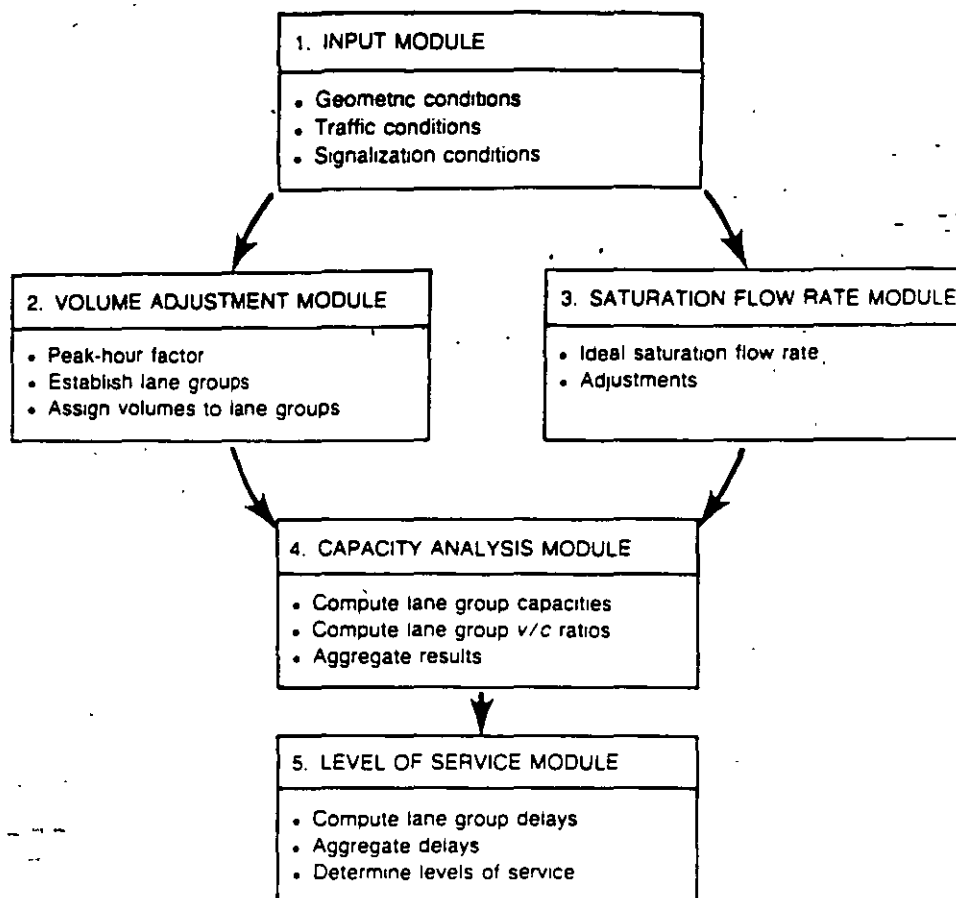 1. INPUT MODULE
• Geometric conditions
• Traffic conditions
• Signalization conditions
2. VOLUME ADJUSTMENT MODULE
• Peak-hour factor
• Establish lane groups
• Assign volumes to lane groups
3. SATURATION FLOW RATE MODULE
• Ideal saturation flow rate
• Adjustments
4. CAPACITY ANALYSIS MODULE
• Compute lane group capacities
• Compute lane group v/c ratios
• Aggregate results
5. LEVEL OF SERVICE MODULE
• Compute lane group delays
• Aggregate delays
• Determine levels of service